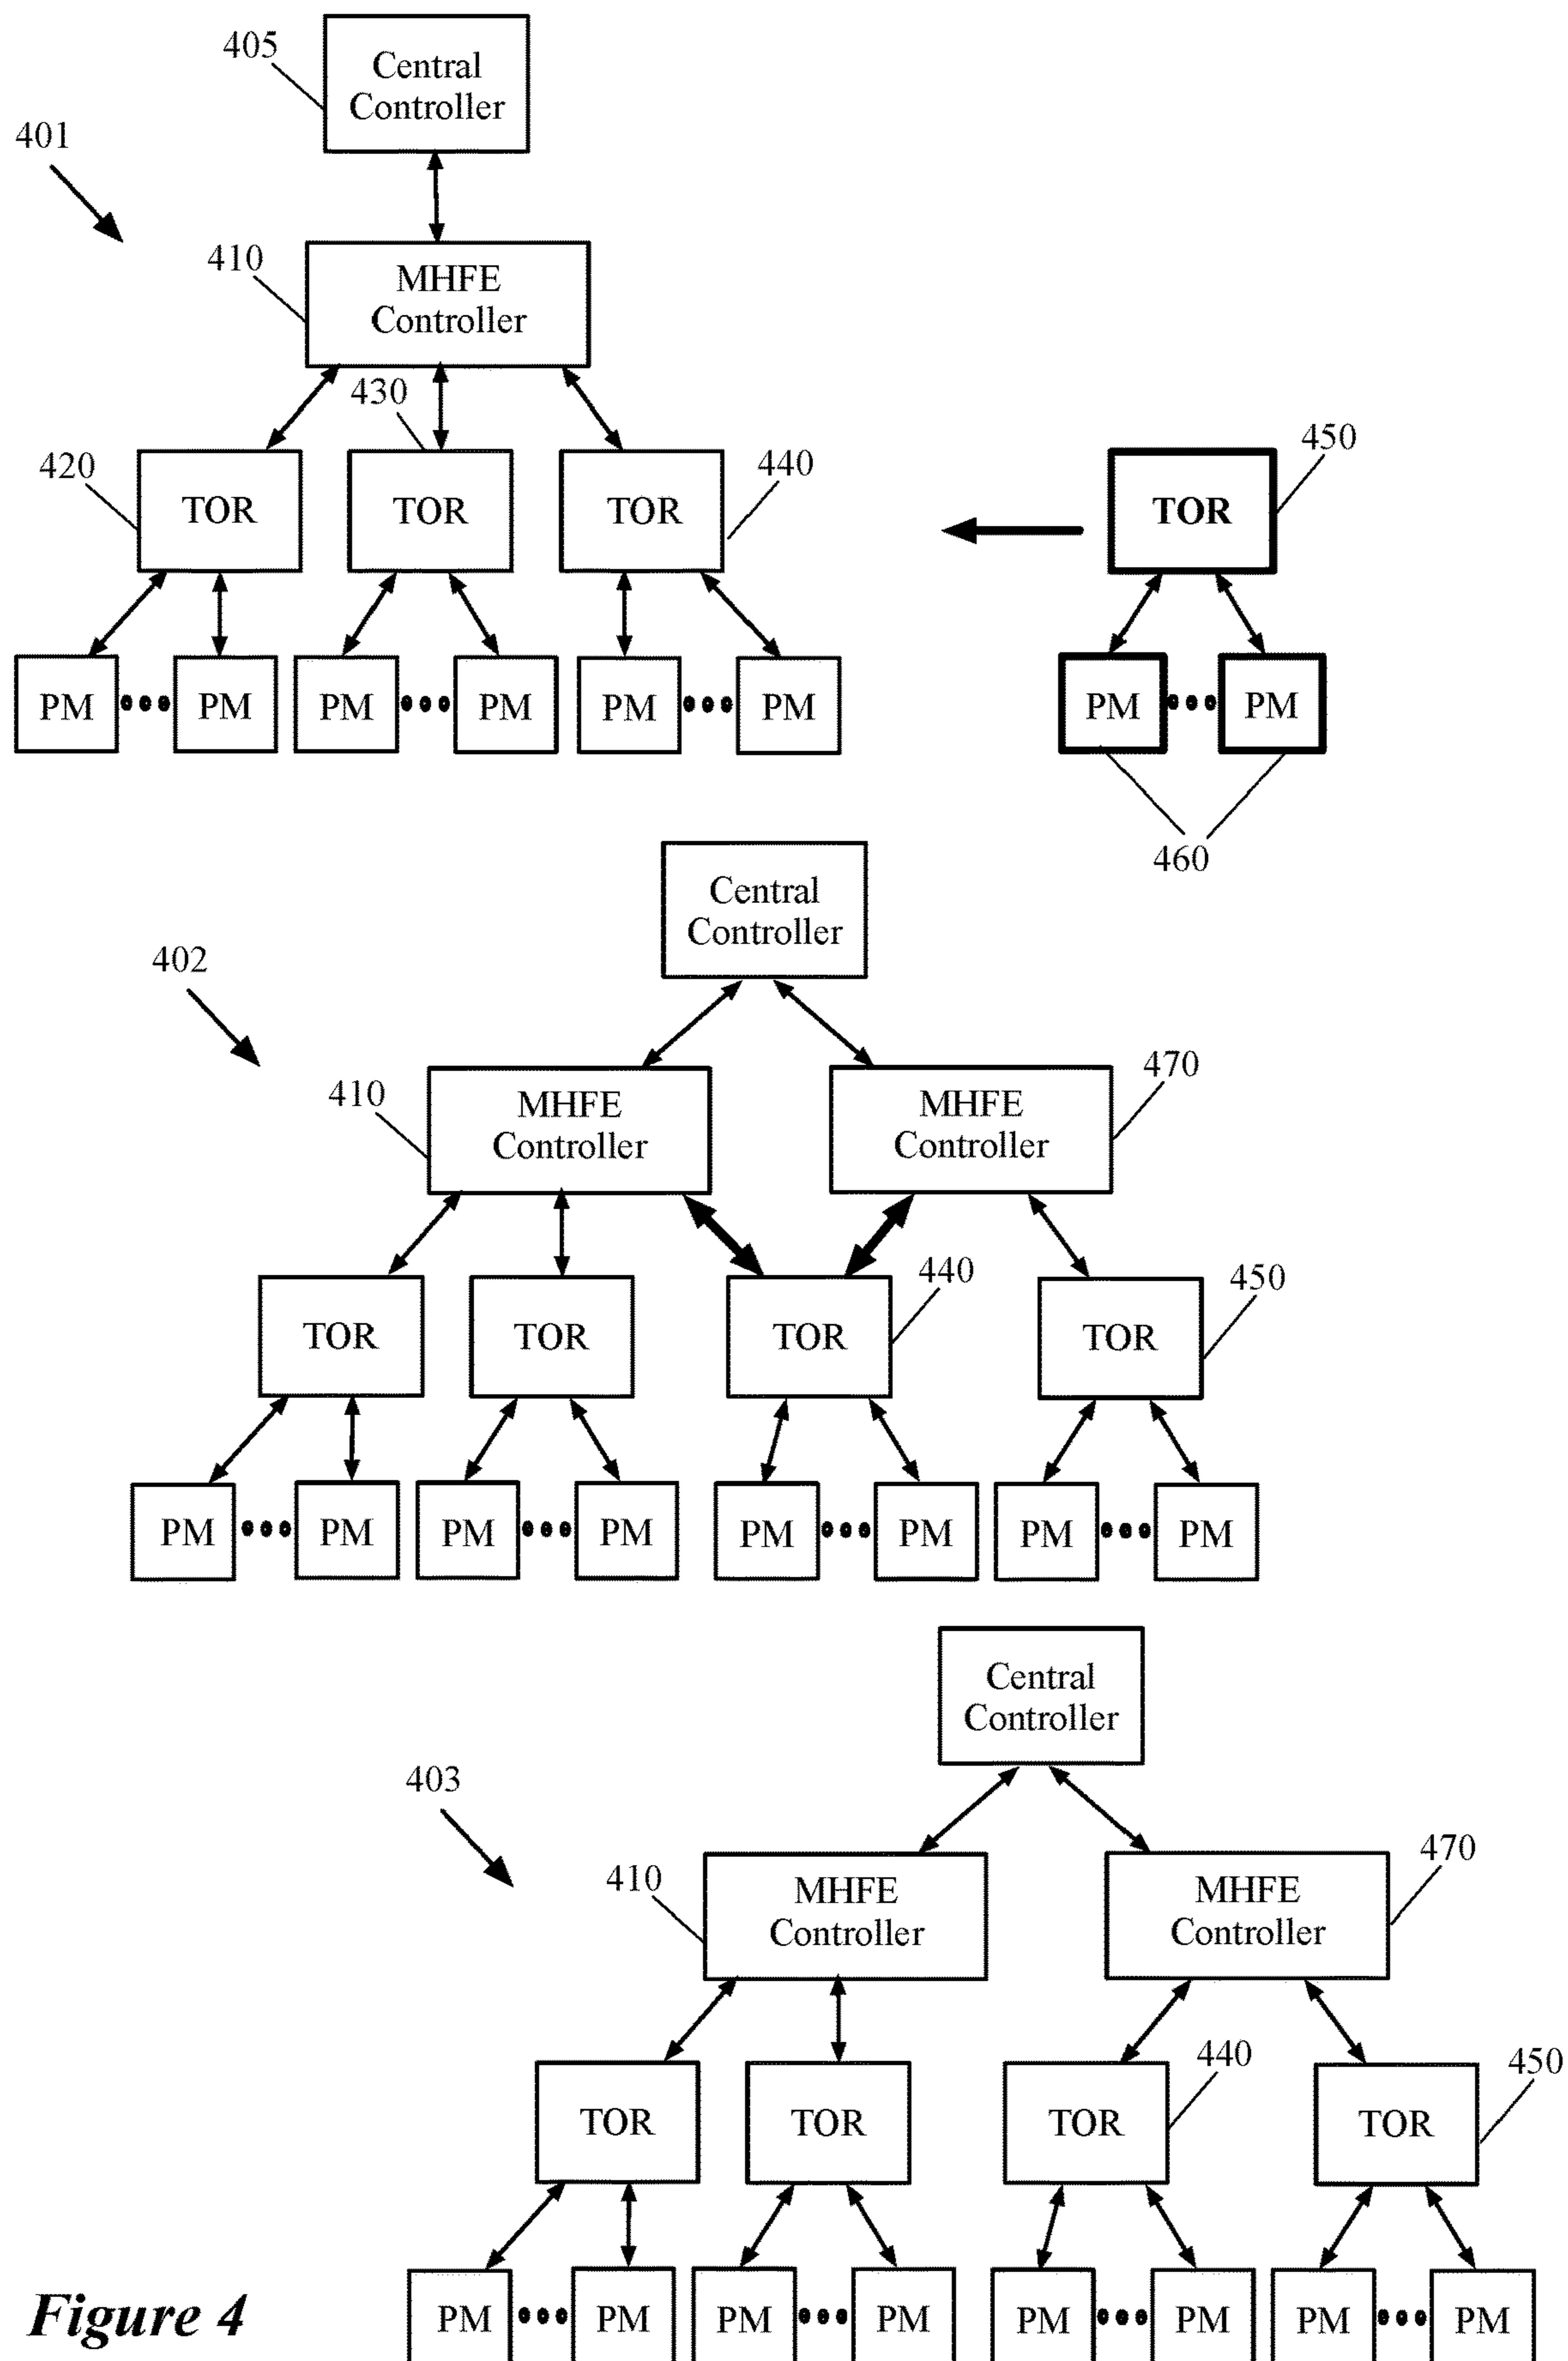 405
Central
Controller
401
410
MHFE
Controller
430
420
440
450
TOR
TOR
TOR
TOR
PM
PM
PM
PM
PM
PM
PM
PM
460
Central
Controller
402
410
MHFE
Controller
MHFE
Controller
470
440
450
TOR
TOR
TOR
TOR
PM
PM
PM
PM
PM
PM
PM
PM
Central
Controller
403
410
MHFE
Controller
MHFE
Controller
470
440
450
TOR
TOR
TOR
TOR
PM
PM
PM
PM
PM
PM
PM
PM
Figure 4